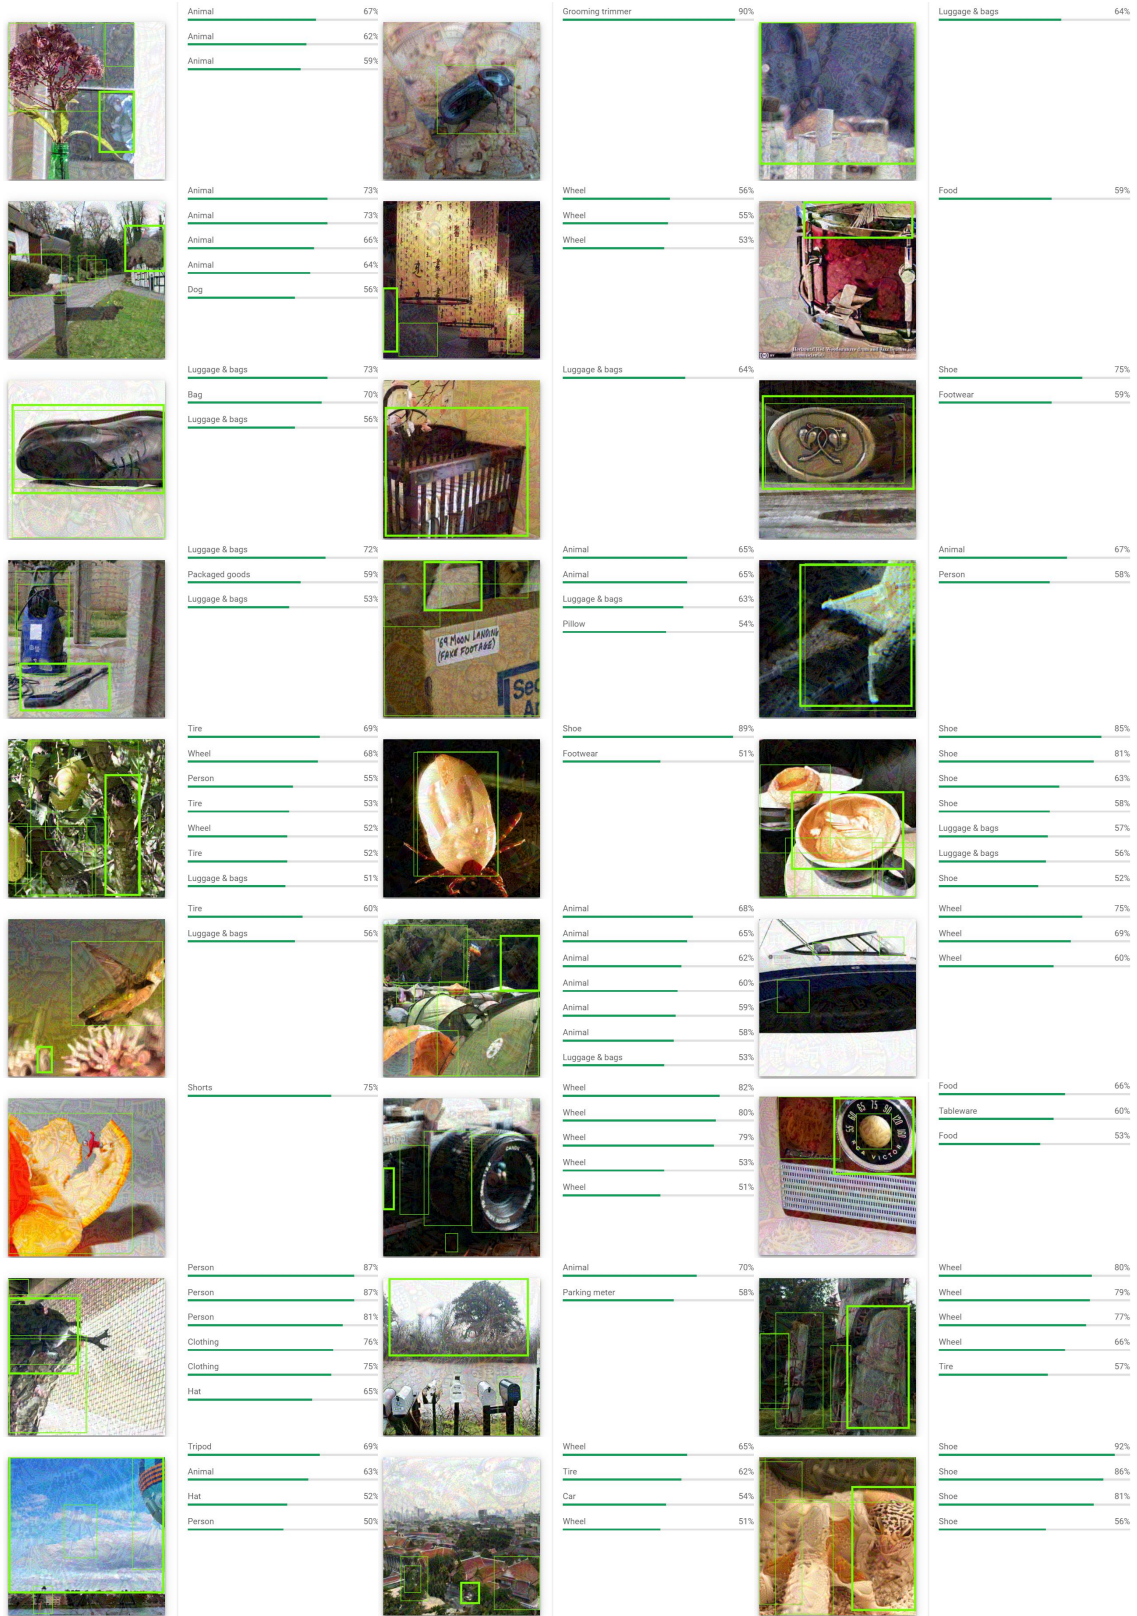 Animal 67%
Animal 62%
Animal 59%
Grooming trimmer 90%
Luggage & bags 64%
Animal 73%
Animal 73%
Animal 66%
Animal 64%
Dog 56%
Wheel 56%
Wheel 55%
Wheel 53%
Food 59%
Luggage & bags 73%
Bag 70%
Luggage & bags 56%
Luggage & bags 64%
Shoe 75%
Footwear 59%
Luggage & bags 72%
Packaged goods 59%
Luggage & bags 53%
'69 MOON LANDING
(FAKE FOOTAGE)
Animal 65%
Animal 65%
Luggage & bags 63%
Pillow 54%
Animal 67%
Person 58%
Tire 69%
Wheel 68%
Person 55%
Tire 53%
Wheel 52%
Tire 52%
Luggage & bags 51%
Shoe 89%
Footwear 51%
Shoe 85%
Shoe 81%
Shoe 63%
Shoe 58%
Luggage & bags 57%
Luggage & bags 56%
Shoe 52%
Tire 60%
Luggage & bags 56%
Animal 68%
Animal 65%
Animal 62%
Animal 60%
Animal 59%
Animal 58%
Luggage & bags 53%
Wheel 75%
Wheel 69%
Wheel 60%
Shorts 75%
Wheel 82%
Wheel 80%
Wheel 79%
Wheel 53%
Wheel 51%
55 60 65 75 90 120 160
RCA VICTOR
Food 66%
Tableware 60%
Food 53%
Person 87%
Person 87%
Person 81%
Clothing 76%
Clothing 75%
Hat 65%
Animal 70%
Parking meter 58%
Wheel 80%
Wheel 79%
Wheel 77%
Wheel 66%
Tire 57%
Tripod 69%
Animal 63%
Hat 52%
Person 50%
Wheel 65%
Tire 62%
Car 54%
Wheel 51%
Shoe 92%
Shoe 86%
Shoe 81%
Shoe 56%